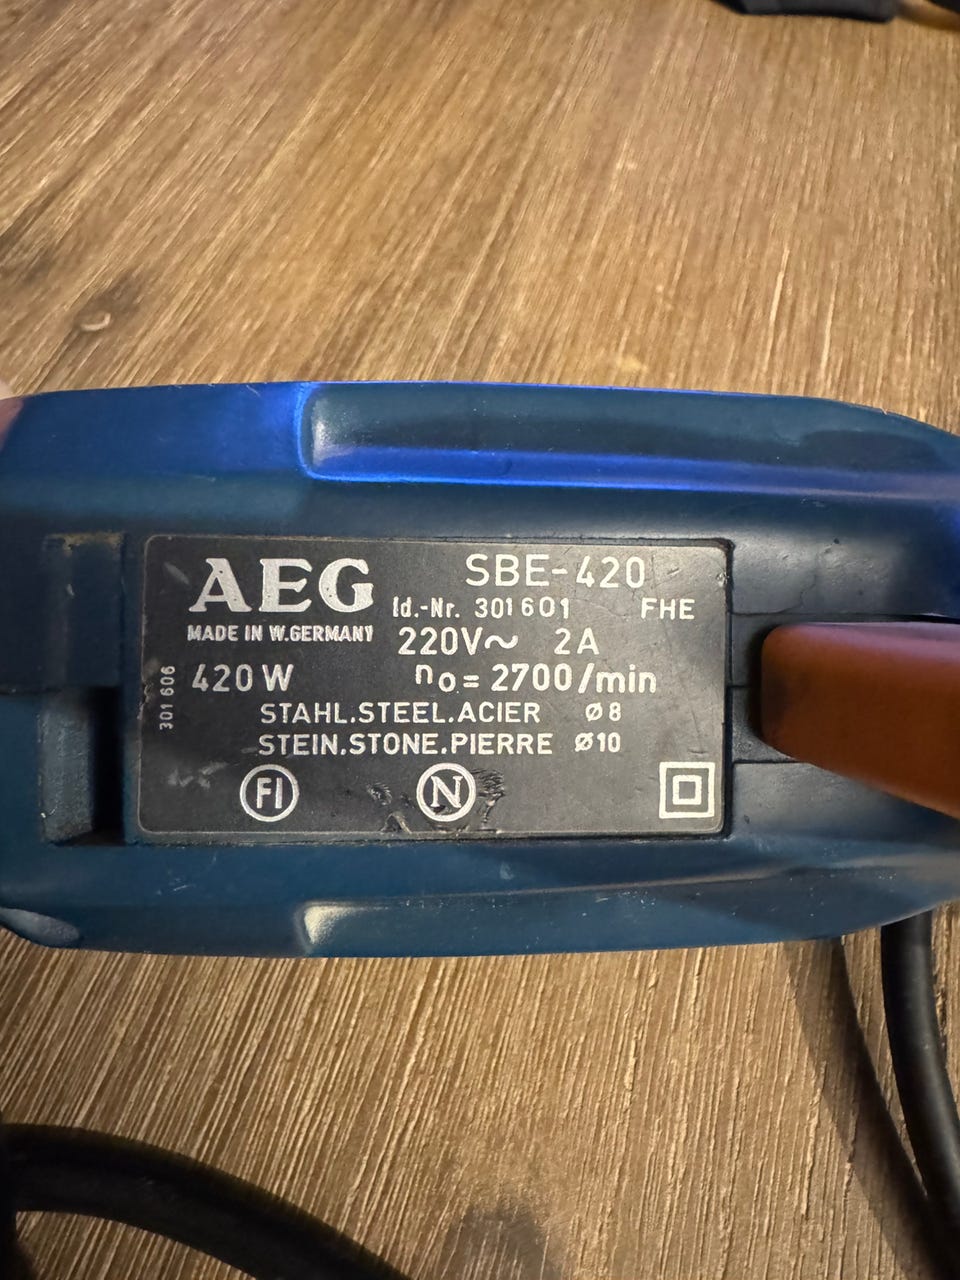 AEG
SBE-420
Id.-Nr. 301601 FHE
MADE IN W.GERMANY
220V~ 2A
420 W
no = 2700/min
301 606
STAHL.STEEL.ACIER ø8
STEIN.STONE.PIERRE ø10
FI
N